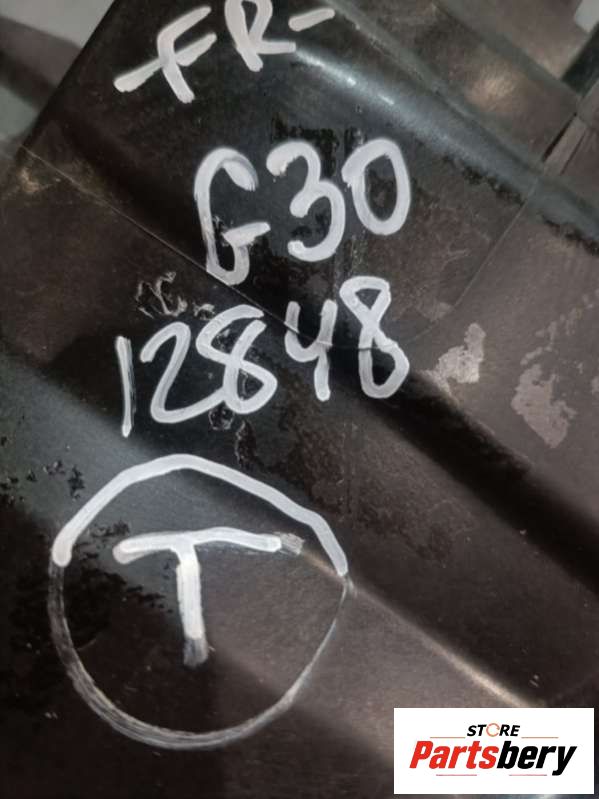 FR-
G30
12848
T
STORE
Partsbery